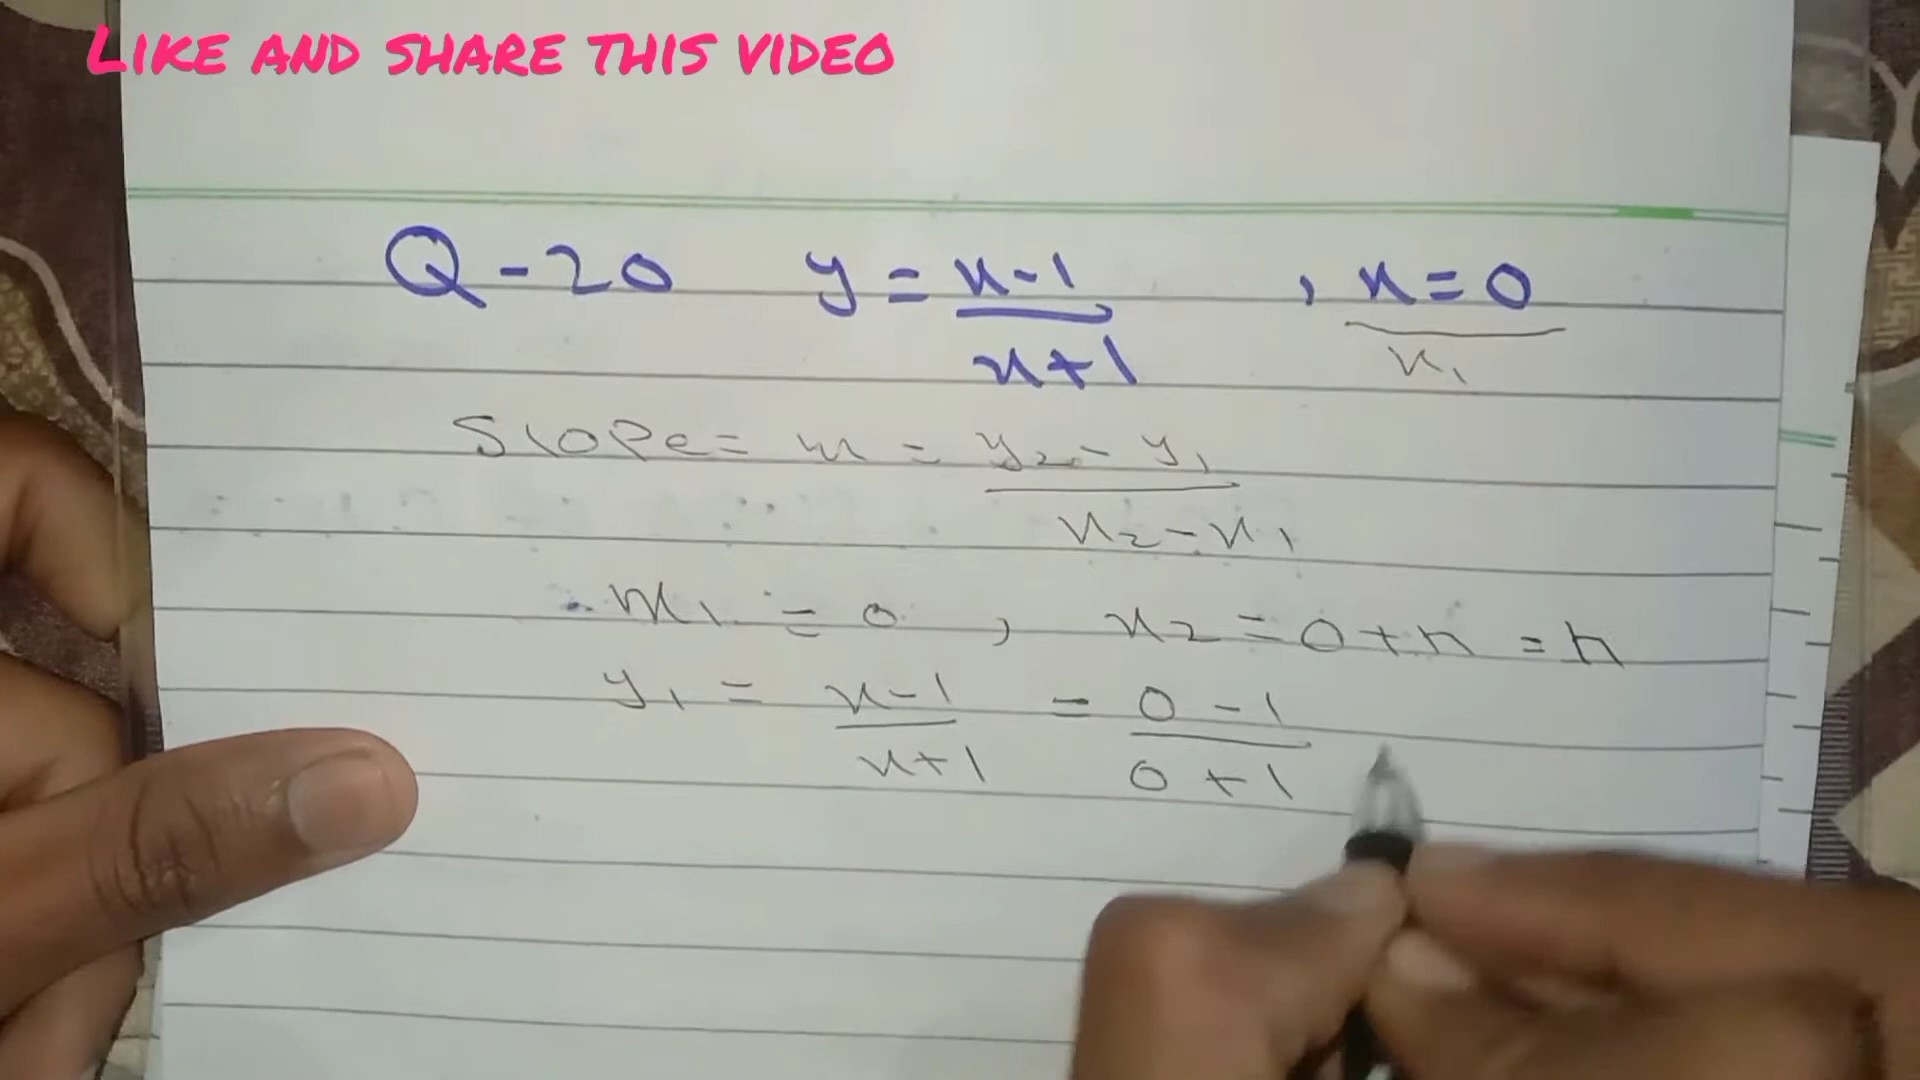 LIKE AND SHARE THIS VIDEO
Q-20 y = x-1 / x+1 , x=0
x₁
Slope = m = y₂ - y₁ / x₂ - x₁
x₁ = 0 , x₂ = 0+h = h
y₁ = x-1 / x+1 = 0-1 / 0+1